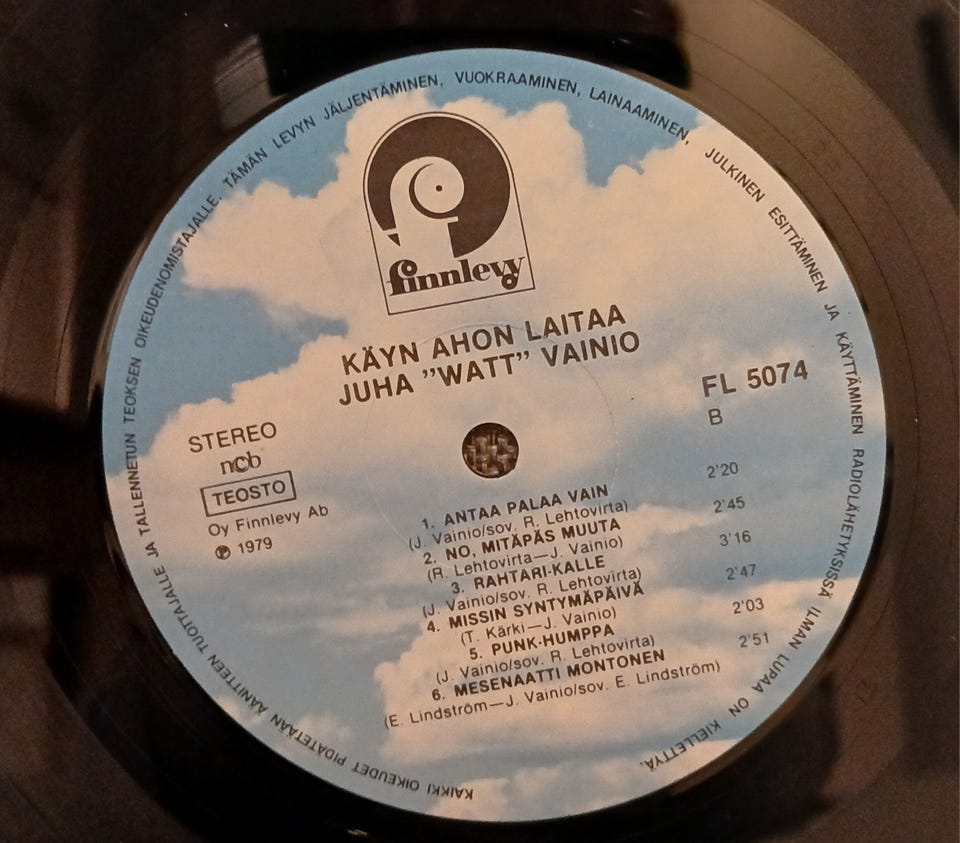 KAIKKI OIKEUDET PIDÄTETÄÄN ÄÄNITTEEN TUOTTAJALLE JA TALLENNETUN TEOKSEN OIKEUDENOMISTAJALLE. TÄMÄN LEVYN JÄLJENTÄMINEN, VUOKRAAMINEN, LAINAAMINEN, JULKINEN ESITTÄMINEN JA KÄYTTÄMINEN RADIOLÄHETYKSISSÄ ILMAN LUPAA ON KIELLETTYÄ.
finnlevy
KÄYN AHON LAITAA
JUHA ”WATT” VAINIO
FL 5074
B
STEREO
ncb
TEOSTO
Oy Finnlevy Ab
℗ 1979
1. ANTAA PALAA VAIN 2'20
(J. Vainio/sov. R. Lehtovirta)
2. NO, MITÄPÄS MUUTA 2'45
(R. Lehtovirta—J. Vainio)
3. RAHTARI-KALLE 3'16
(J. Vainio/sov. R. Lehtovirta)
4. MISSIN SYNTYMÄPÄIVÄ 2'47
(T. Kärki—J. Vainio)
5. PUNK-HUMPPA 2'03
(J. Vainio/sov. R. Lehtovirta)
6. MESENAATTI MONTONEN 2'51
(E. Lindström—J. Vainio/sov. E. Lindström)